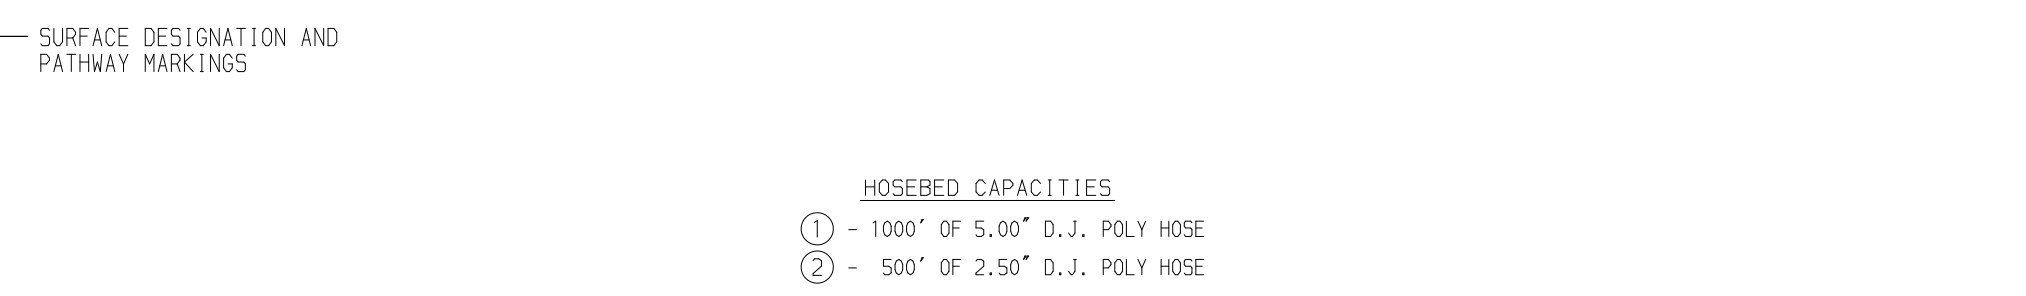 SURFACE DESIGNATION AND
PATHWAY MARKINGS
HOSEBED CAPACITIES
1 - 1000' OF 5.00" D.J. POLY HOSE
2 - 500' OF 2.50" D.J. POLY HOSE